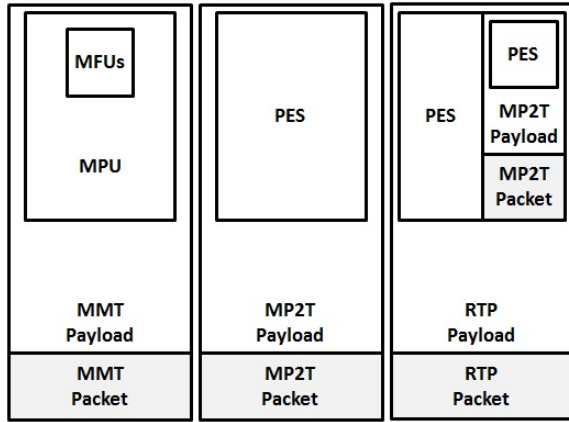 MFUs
MPU
MMT
Payload
MMT
Packet
PES
MP2T
Payload
MP2T
Packet
PES
PES
MP2T
Payload
MP2T
Packet
RTP
Payload
RTP
Packet